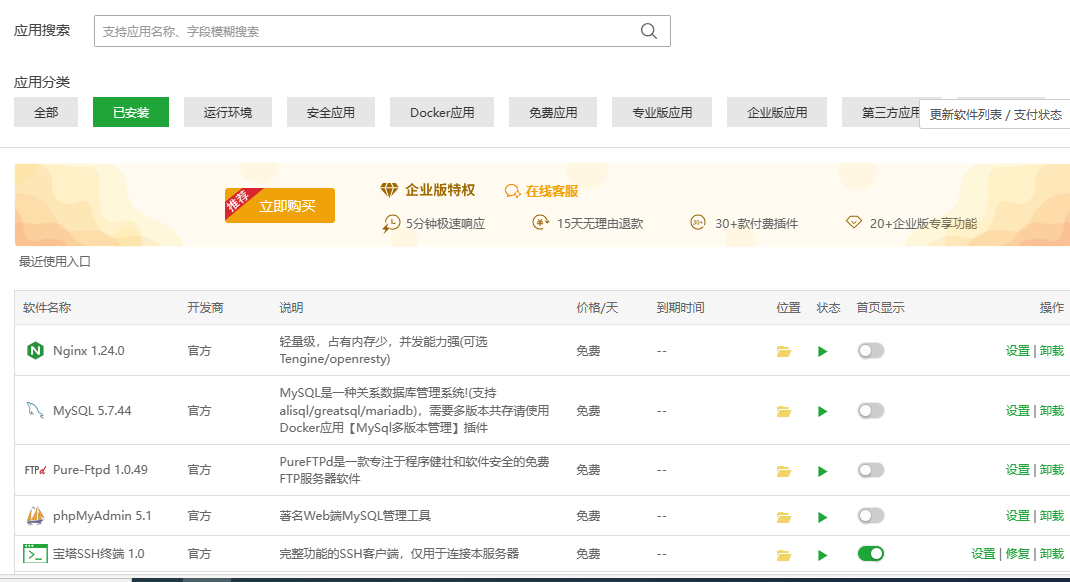 应用搜索
支持应用名称、字段模糊搜索
应用分类
全部 已安装 运行环境 安全应用 Docker应用 免费应用 专业版应用 企业版应用 第三方应用 更新软件列表 / 支付状态
推荐 立即购买
企业版特权 在线客服
5分钟极速响应 15天无理由退款 30+ 30+款付费插件 20+企业版专享功能
最近使用入口
软件名称 开发商 说明 价格/天 到期时间 位置 状态 首页显示 操作
N Nginx 1.24.0 官方 轻量级，占有内存少，并发能力强(可选
Tengine/openresty) 免费 -- 设置 | 卸载
MySQL 5.7.44 官方 MySQL是一种关系数据库管理系统!(支持
alisql/greatsql/mariadb)，需要多版本共存请使用
Docker应用【MySql多版本管理】插件 免费 -- 设置 | 卸载
FTPd Pure-Ftpd 1.0.49 官方 PureFTPd是一款专注于程序健壮和软件安全的免费
FTP服务器软件 免费 -- 设置 | 卸载
phpMyAdmin 5.1 官方 著名Web端MySQL管理工具 免费 -- 设置 | 卸载
宝塔SSH终端 1.0 官方 完整功能的SSH客户端，仅用于连接本服务器 免费 -- 设置 | 修复 | 卸载